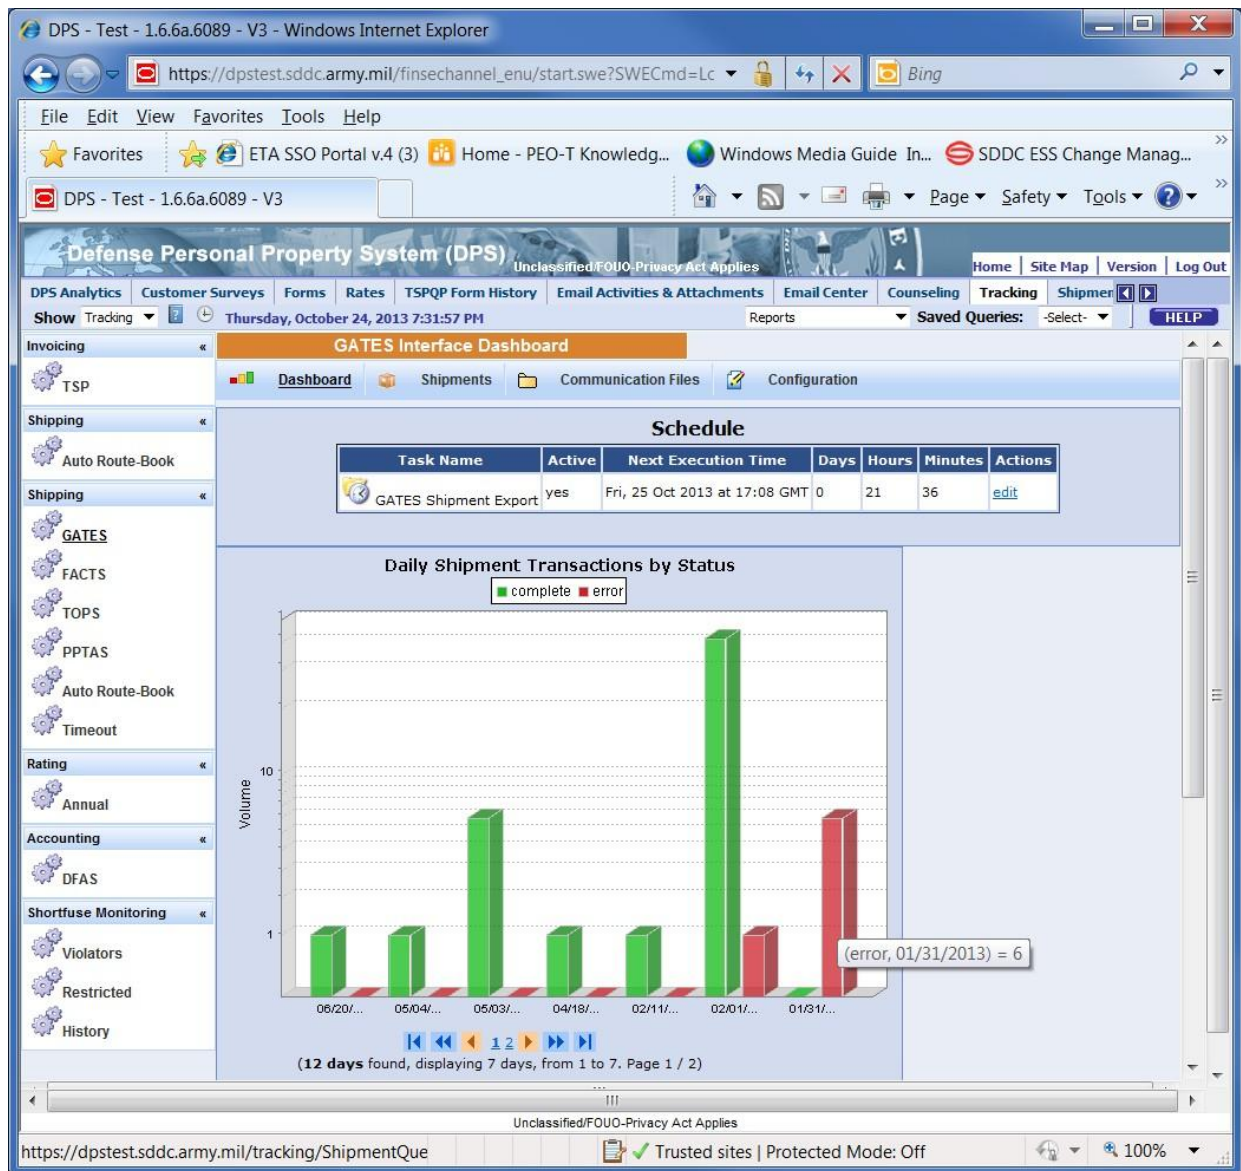 DPS - Test - 1.6.6a.6089 - V3 - Windows Internet Explorer
https://dpstest.sddc.army.mil/finsechannel_enu/start.swe?SWECmd=Lc
Bing
File Edit View Favorites Tools Help
Favorites ETA SSO Portal v.4 (3) Home - PEO-T Knowledg... Windows Media Guide In... SDDC ESS Change Manag...
DPS - Test - 1.6.6a.6089 - V3
Page Safety Tools
Defense Personal Property System (DPS)
Unclassified/FOUO-Privacy Act Applies
Home | Site Map | Version | Log Out
DPS Analytics Customer Surveys Forms Rates TSPQP Form History Email Activities & Attachments Email Center Counseling Tracking Shipmen
Show Tracking Thursday, October 24, 2013 7:31:57 PM Reports Saved Queries: -Select- HELP
Invoicing «
TSP
Shipping «
Auto Route-Book
Shipping «
GATES
FACTS
TOPS
PPTAS
Auto Route-Book
Timeout
Rating «
Annual
Accounting «
DFAS
Shortfuse Monitoring «
Violators
Restricted
History
GATES Interface Dashboard
Dashboard Shipments Communication Files Configuration
Schedule
Task Name Active Next Execution Time Days Hours Minutes Actions
GATES Shipment Export yes Fri, 25 Oct 2013 at 17:08 GMT 0 21 36 edit
Daily Shipment Transactions by Status
complete error
Volume
10
1
(error, 01/31/2013) = 6
06/20/... 05/04/... 05/03/... 04/18/... 02/11/... 02/01/... 01/31/...
1 2
(12 days found, displaying 7 days, from 1 to 7. Page 1 / 2)
Unclassified/FOUO-Privacy Act Applies
https://dpstest.sddc.army.mil/tracking/ShipmentQue Trusted sites | Protected Mode: Off 100%